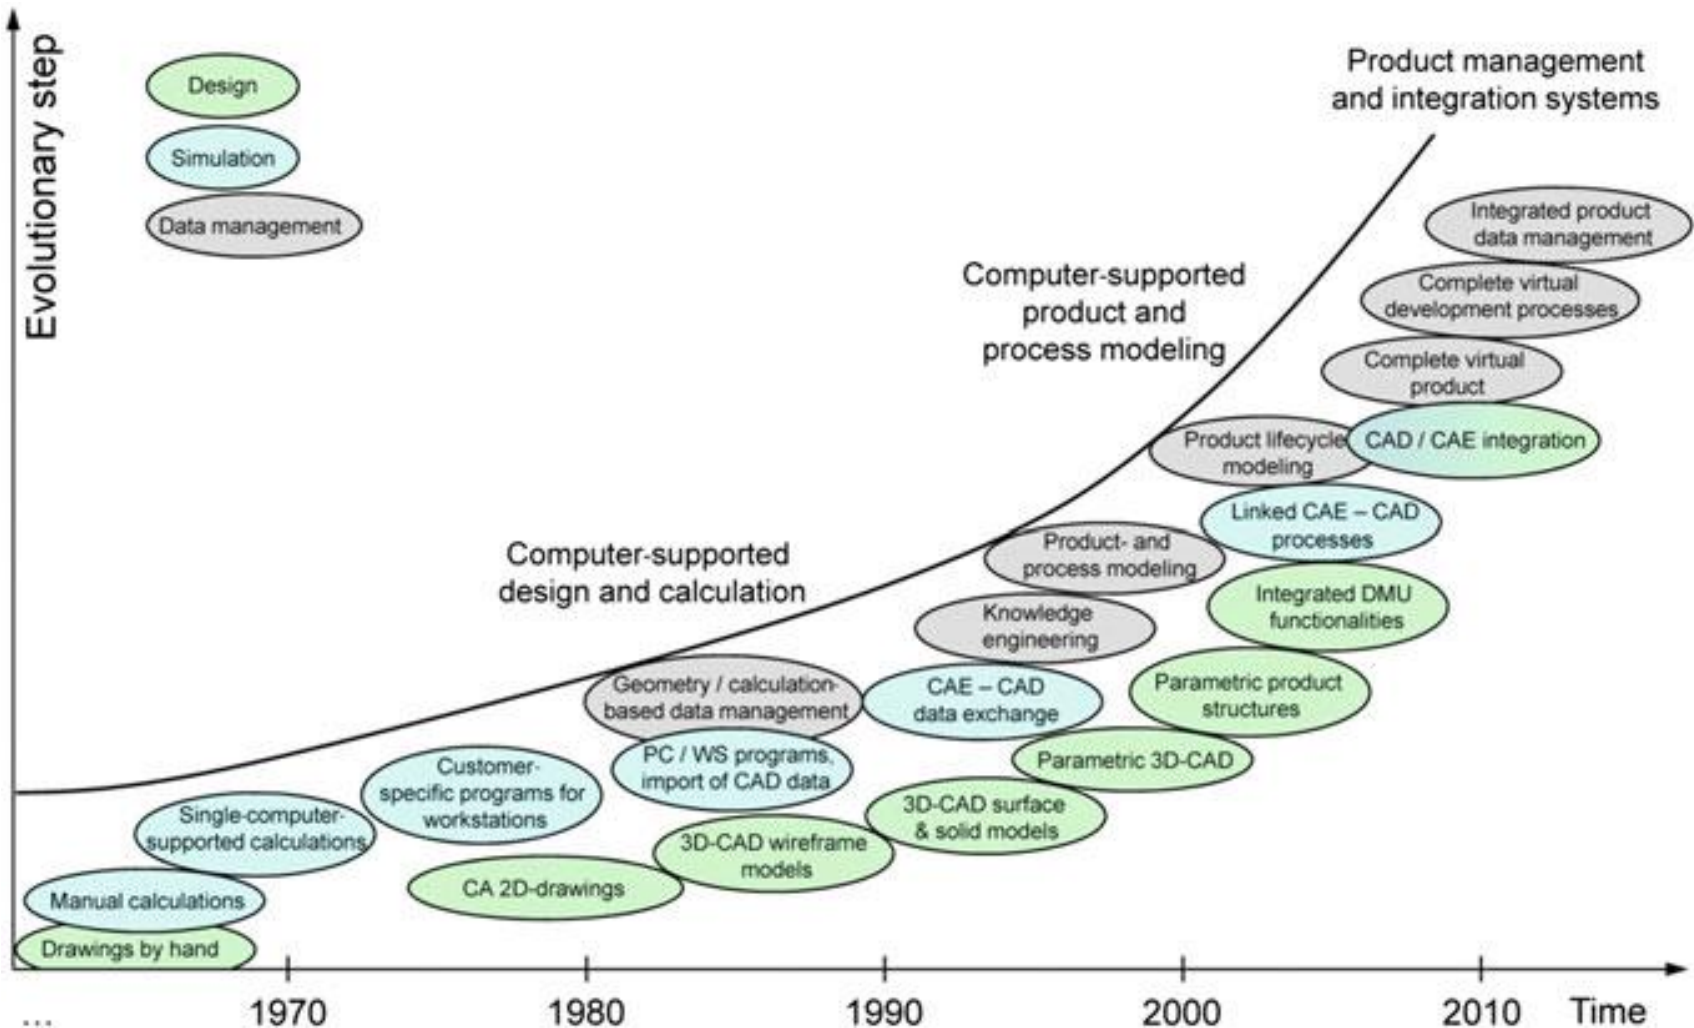 Evolutionary step
Design
Simulation
Data management
Product management
and integration systems
Computer-supported
product and
process modeling
Computer-supported
design and calculation
Integrated product
data management
Complete virtual
development processes
Complete virtual
product
Product lifecycle
modeling
CAD / CAE integration
Linked CAE – CAD
processes
Product- and
process modeling
Integrated DMU
functionalities
Knowledge
engineering
Geometry / calculation-
based data management
CAE – CAD
data exchange
Parametric product
structures
PC / WS programs,
import of CAD data
Parametric 3D-CAD
Customer-
specific programs for
workstations
Single-computer-
supported calculations
3D-CAD surface
& solid models
3D-CAD wireframe
models
CA 2D-drawings
Manual calculations
Drawings by hand
... 1970 1980 1990 2000 2010 Time